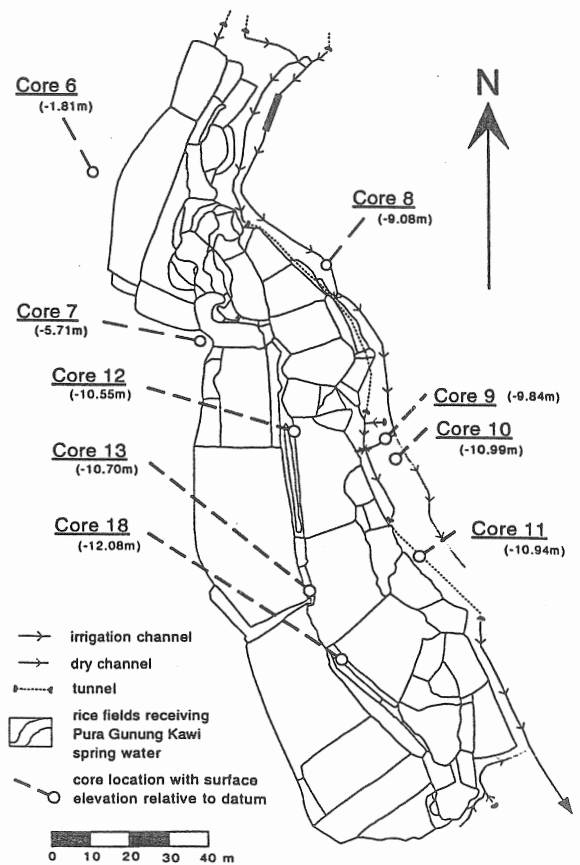 N
Core 6
(-1.81m)
Core 8
(-9.08m)
Core 7
(-5.71m)
Core 12
(-10.55m)
Core 9 (-9.84m)
Core 10
(-10.99m)
Core 13
(-10.70m)
Core 18
(-12.08m)
Core 11
(-10.94m)
irrigation channel
dry channel
tunnel
rice fields receiving
Pura Gunung Kawi
spring water
core location with surface
elevation relative to datum
0 10 20 30 40 m